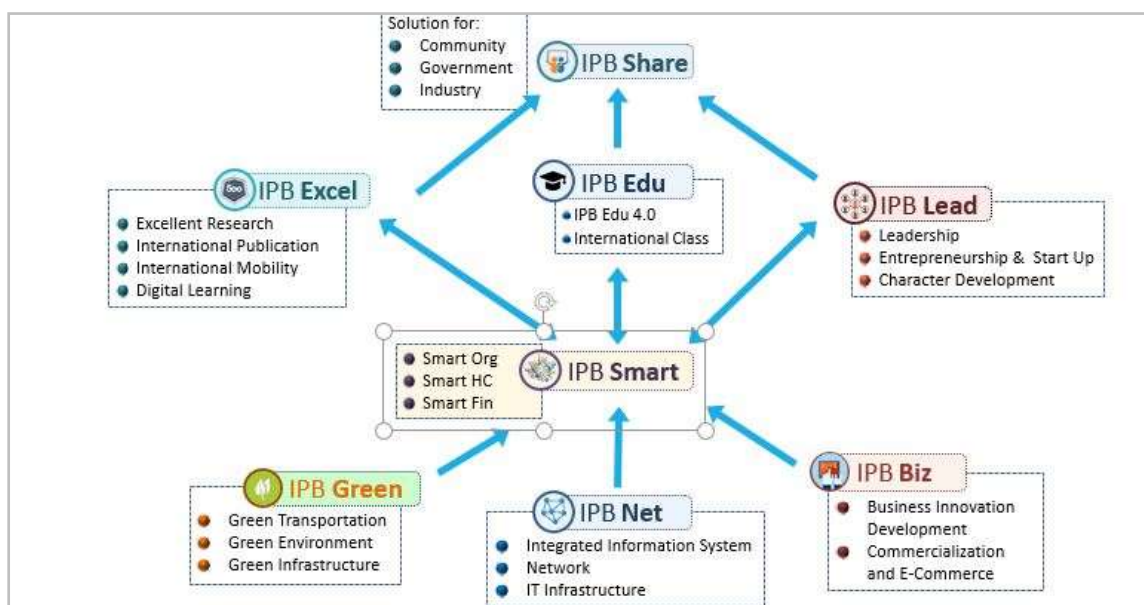 Solution for:
Community
Government
Industry
IPB Share
IPB Excel
Excellent Research
International Publication
International Mobility
Digital Learning
IPB Edu
IPB Edu 4.0
International Class
IPB Lead
Leadership
Entrepreneurship & Start Up
Character Development
Smart Org
Smart HC
Smart Fin
IPB Smart
IPB Green
Green Transportation
Green Environment
Green Infrastructure
IPB Net
Integrated Information System
Network
IT Infrastructure
IPB Biz
Business Innovation
Development
Commercialization
and E-Commerce